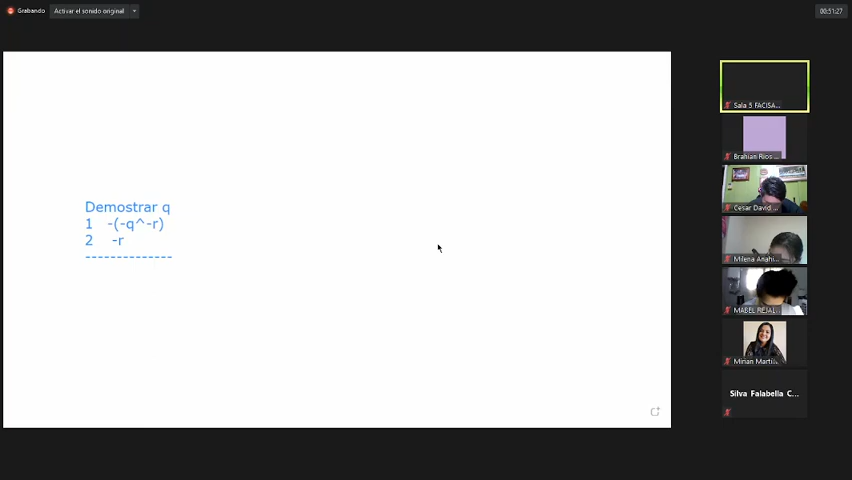 Grabando
Activar el sonido original
00:51:27
Demostrar q
1 -(-q^-r)
2 -r
--------------
Sala 5 FACISA...
Brahian Rios ...
Cesar David ...
Milena Anahi...
MABEL REJAL...
Mirian Marti...
Silva Falabella C...